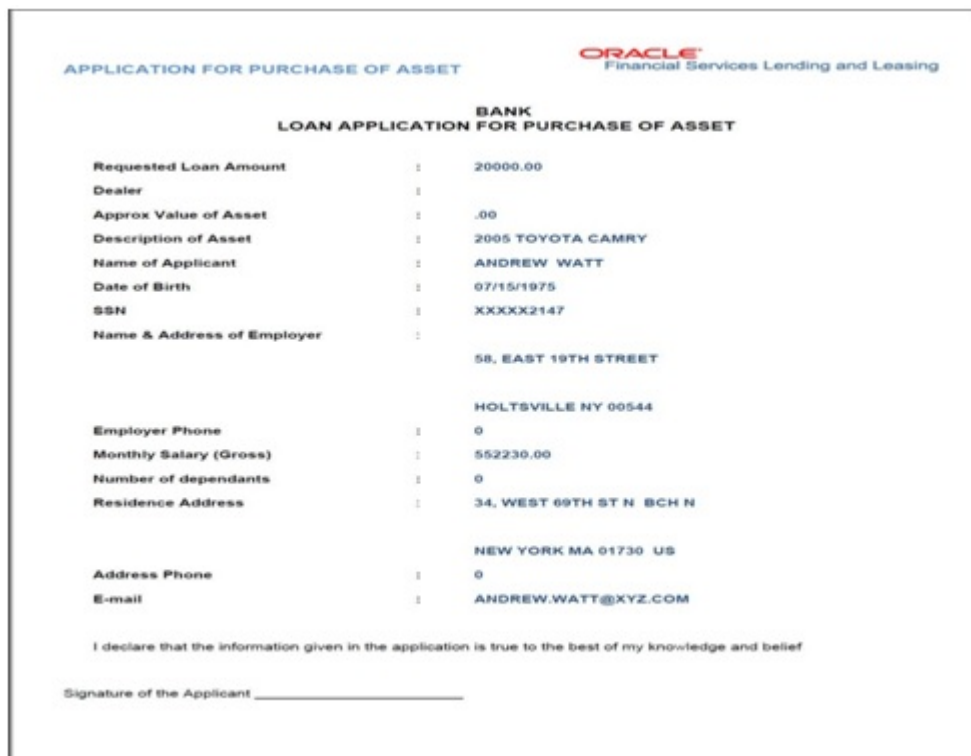 ORACLE
APPLICATION FOR PURCHASE OF ASSET Financial Services Lending and Leasing
BANK
LOAN APPLICATION FOR PURCHASE OF ASSET
Requested Loan Amount : 20000.00
Dealer :
Approx Value of Asset : .00
Description of Asset : 2005 TOYOTA CAMRY
Name of Applicant : ANDREW WATT
Date of Birth : 07/15/1975
SSN : XXXXX2147
Name & Address of Employer :
58, EAST 19TH STREET
HOLTSVILLE NY 00544
Employer Phone : 0
Monthly Salary (Gross) : 552230.00
Number of dependants : 0
Residence Address : 34, WEST 69TH ST N BCH N
NEW YORK MA 01730 US
Address Phone : 0
E-mail : ANDREW.WATT@XYZ.COM
I declare that the information given in the application is true to the best of my knowledge and belief
Signature of the Applicant